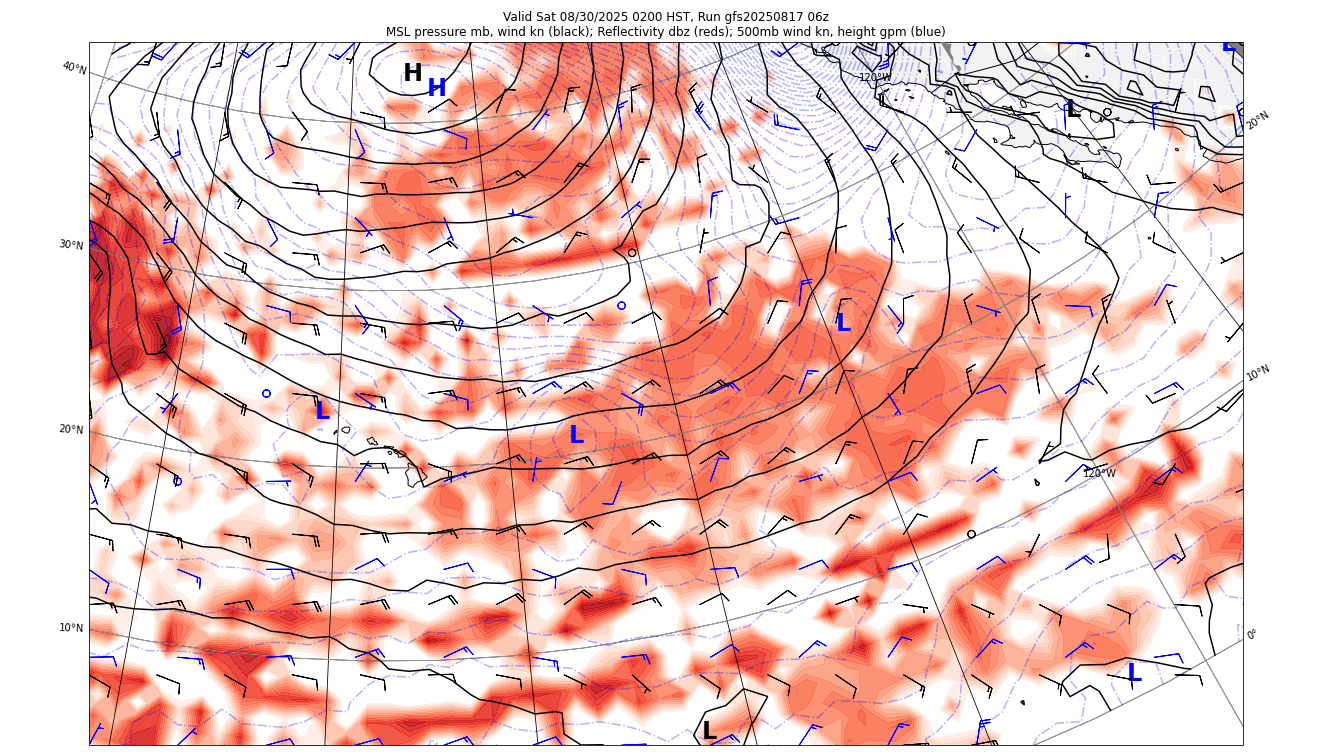 Valid Sat 08/30/2025 0200 HST, Run gfs20250817 06z
MSL pressure mb, wind kn (black); Reflectivity dbz (reds); 500mb wind kn, height gpm (blue)
L
H
40°N
120°W
H
L
20°N
30°N
L
10°N
L
20°N
L
120°W
10°N
0°
L
L